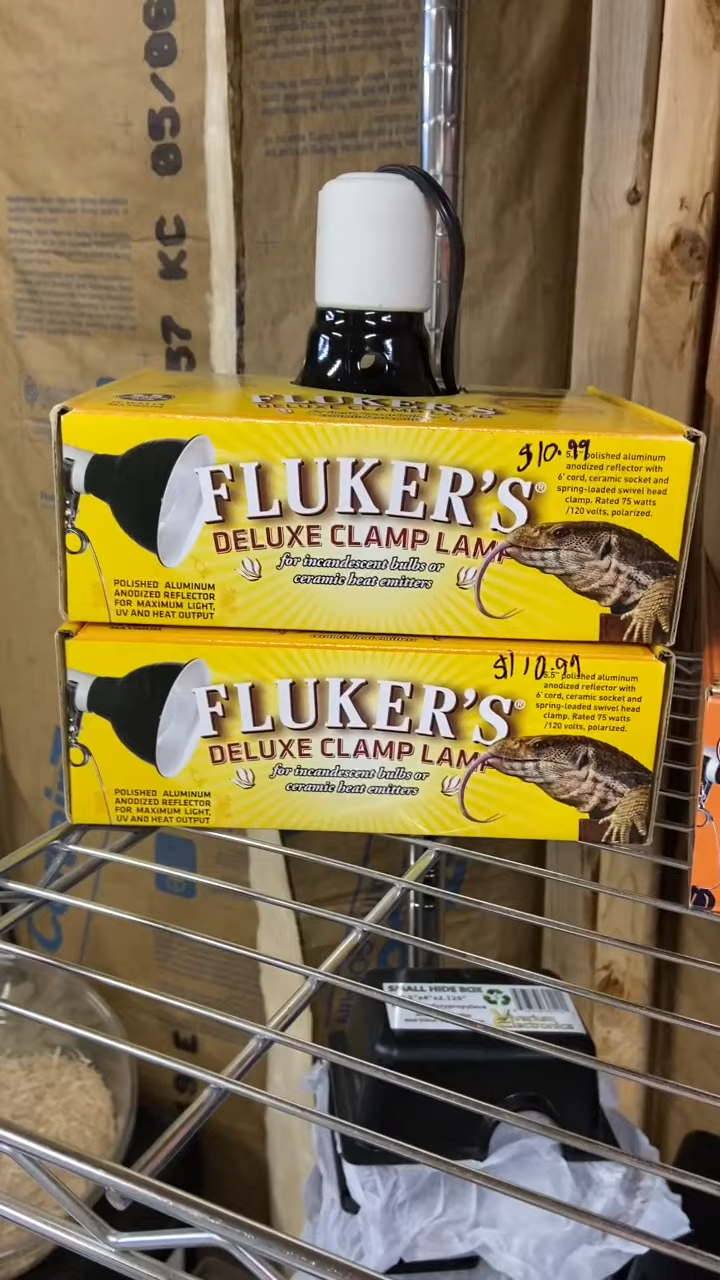 57 KC 05/06
FLUKER'S
$10.99
FLUKER'S®
DELUXE CLAMP LAMP
for incandescent bulbs or
ceramic heat emitters
5.5" polished aluminum
anodized reflector with
6' cord, ceramic socket and
spring-loaded swivel head
clamp. Rated 75 watts
/120 volts, polarized.
POLISHED ALUMINUM
ANODIZED REFLECTOR
FOR MAXIMUM LIGHT,
UV AND HEAT OUTPUT
ceramic heat emitters
$10.99
FLUKER'S®
DELUXE CLAMP LAMP
for incandescent bulbs or
ceramic heat emitters
5.5" polished aluminum
anodized reflector with
6' cord, ceramic socket and
spring-loaded swivel head
clamp. Rated 75 watts
/120 volts, polarized.
POLISHED ALUMINUM
ANODIZED REFLECTOR
FOR MAXIMUM LIGHT,
UV AND HEAT OUTPUT
SMALL HIDE BOX